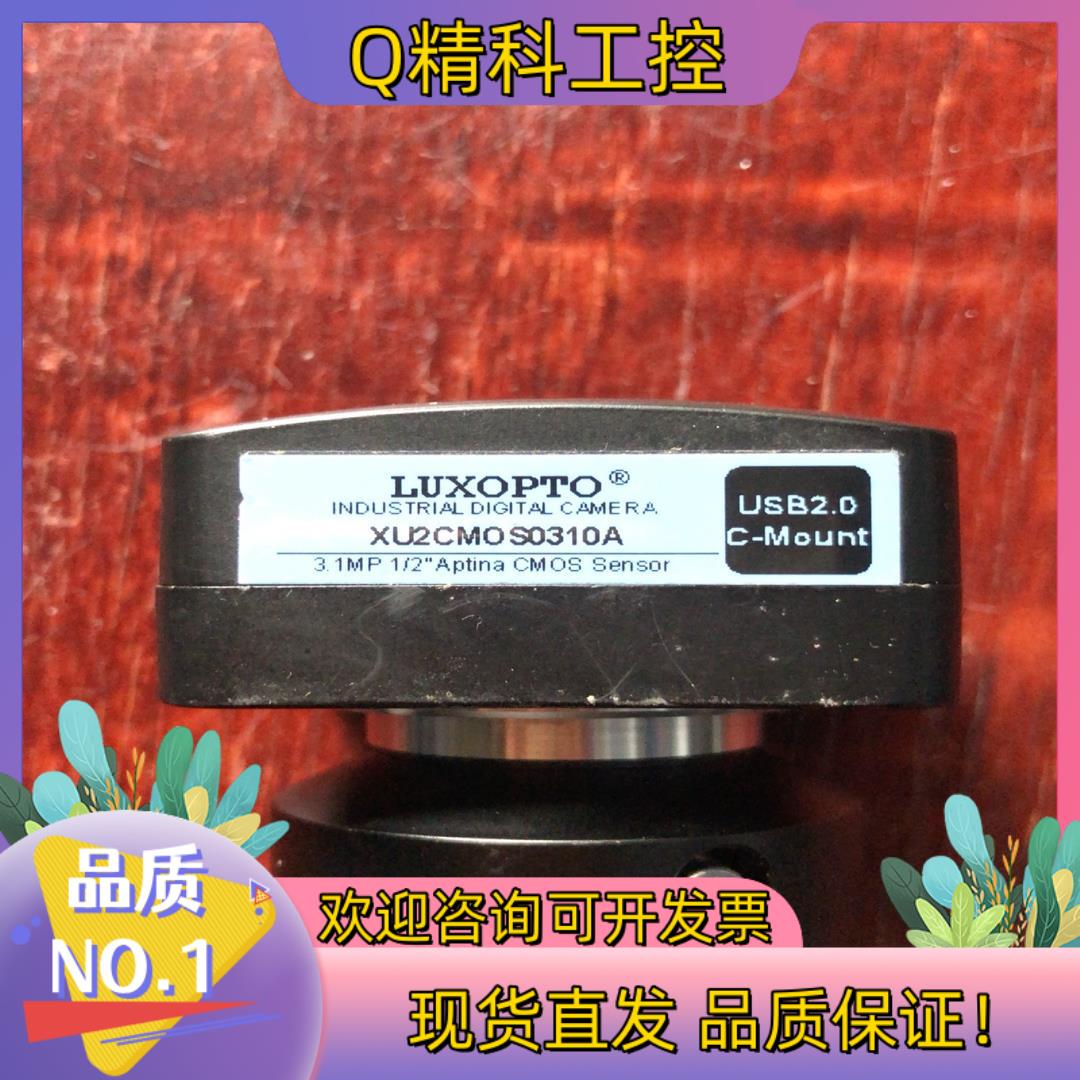 Q精科工控
LUXOPTO®
INDUSTRIAL DIGITAL CAMERA
XU2CMOS0310A
3.1MP 1/2"Aptina CMOS Sensor
USB2.0
C-Mount
品质
NO.1
欢迎咨询可开发票
现货直发 品质保证!